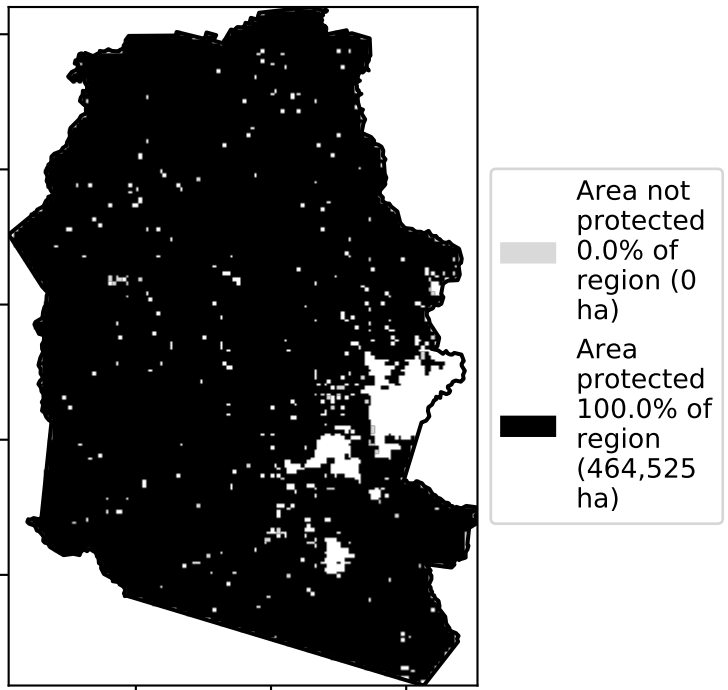 Area not
protected
0.0% of
region (0
ha)
Area
protected
100.0% of
region
(464,525
ha)